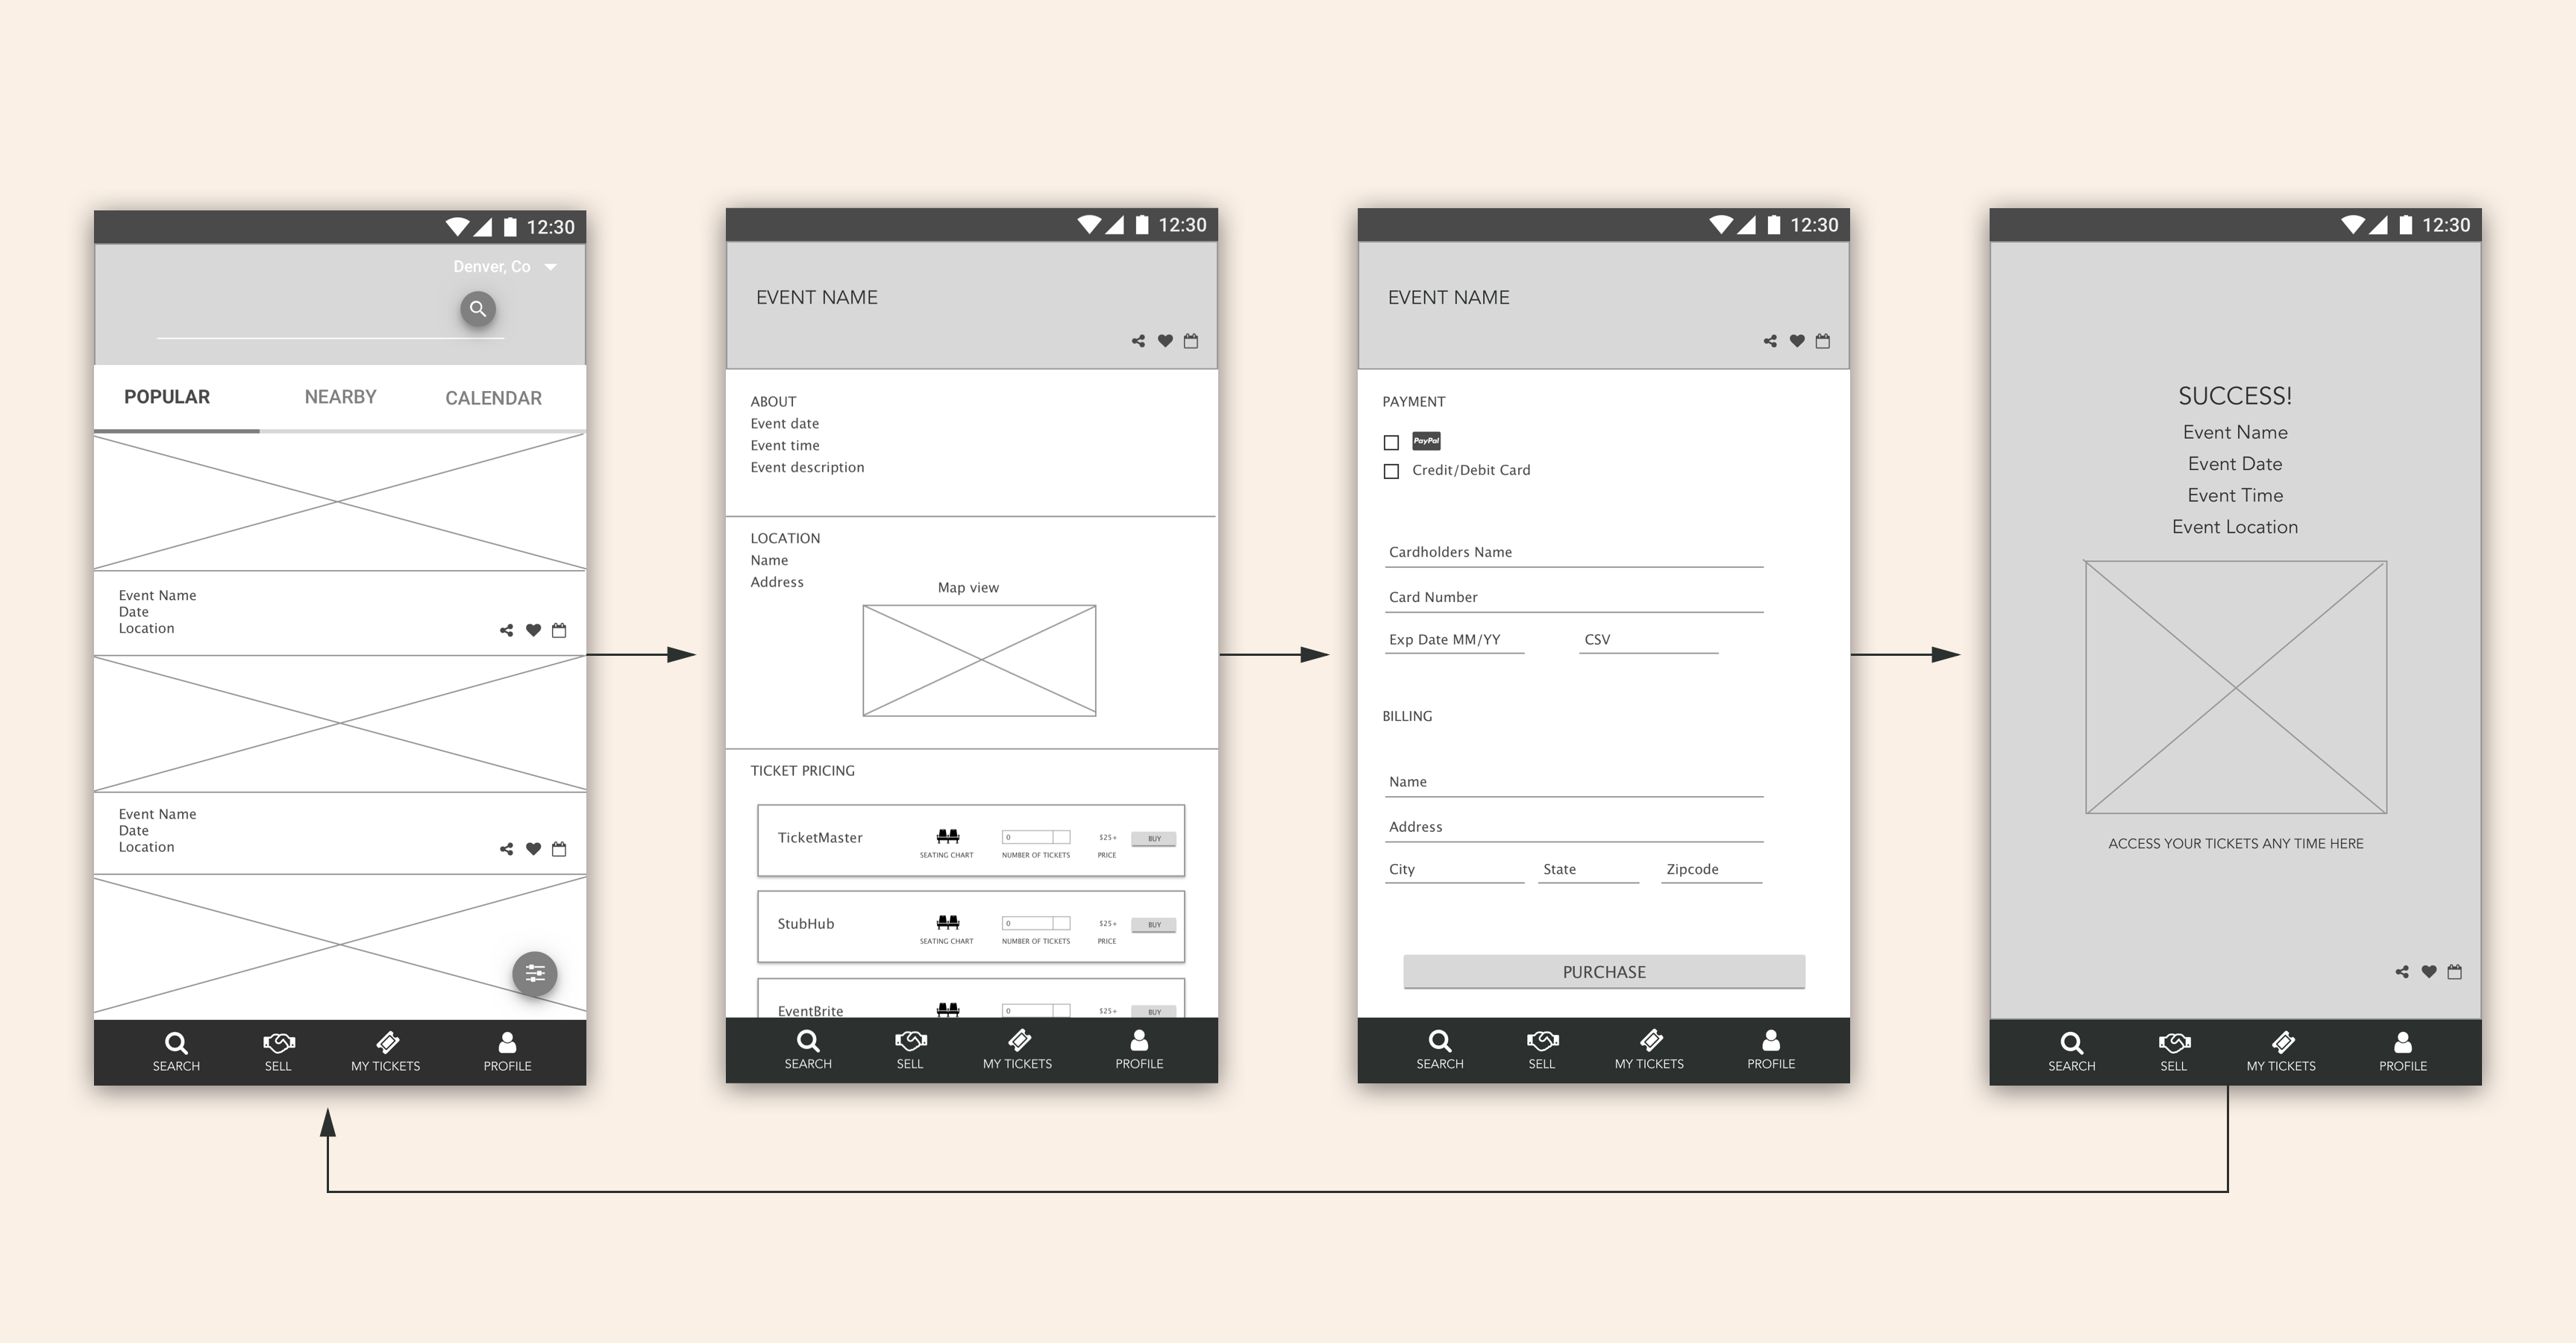 12:30
Denver, Co
POPULAR NEARBY CALENDAR
Event Name
Date
Location
Event Name
Date
Location
SEARCH SELL MY TICKETS PROFILE
12:30
EVENT NAME
ABOUT
Event date
Event time
Event description
LOCATION
Name
Address
Map view
TICKET PRICING
TicketMaster 0 $25+ BUY
SEATING CHART NUMBER OF TICKETS PRICE
StubHub 0 $25+ BUY
SEATING CHART NUMBER OF TICKETS PRICE
EventBrite 0 $25+ BUY
SEARCH SELL MY TICKETS PROFILE
12:30
EVENT NAME
PAYMENT
PayPal
Credit/Debit Card
Cardholders Name
Card Number
Exp Date MM/YY CSV
BILLING
Name
Address
City State Zipcode
PURCHASE
SEARCH SELL MY TICKETS PROFILE
12:30
SUCCESS!
Event Name
Event Date
Event Time
Event Location
ACCESS YOUR TICKETS ANY TIME HERE
SEARCH SELL MY TICKETS PROFILE